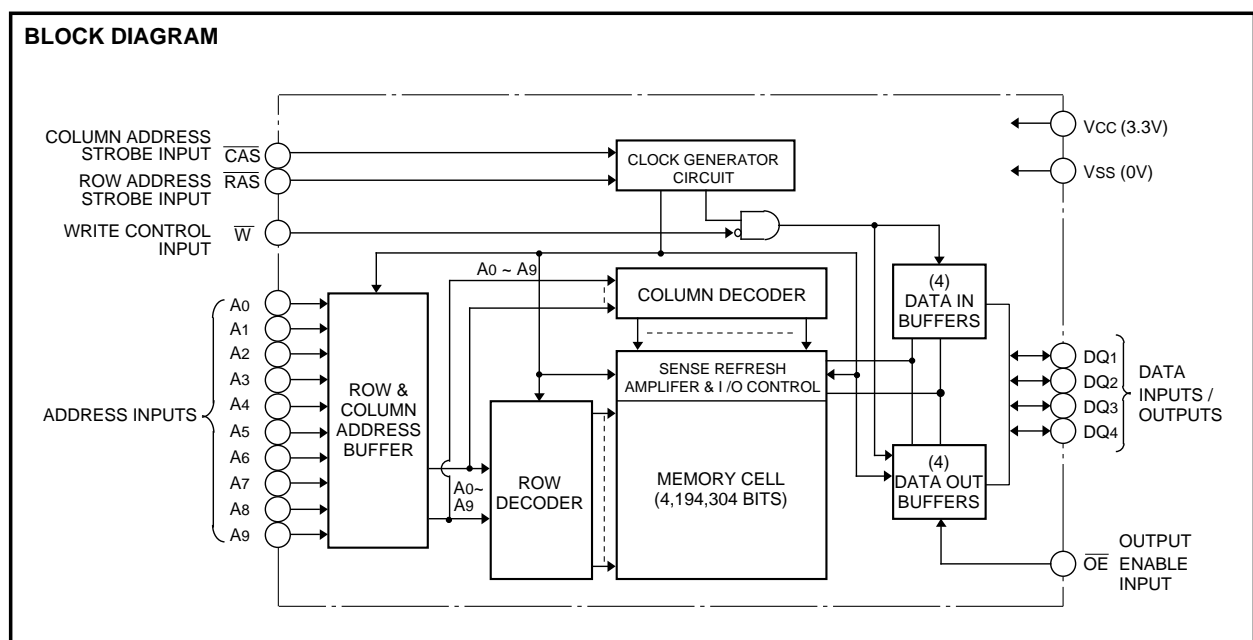 BLOCK DIAGRAM
COLUMN ADDRESS
STROBE INPUT
CAS
ROW ADDRESS
STROBE INPUT
RAS
WRITE CONTROL
INPUT
W
ADDRESS INPUTS
A0
A1
A2
A3
A4
A5
A6
A7
A8
A9
ROW &
COLUMN
ADDRESS
BUFFER
CLOCK GENERATOR
CIRCUIT
A0 ~ A9
COLUMN DECODER
SENSE REFRESH
AMPLIFER & I /O CONTROL
A0~
A9
ROW
DECODER
MEMORY CELL
(4,194,304 BITS)
(4)
DATA IN
BUFFERS
(4)
DATA OUT
BUFFERS
VCC (3.3V)
VSS (0V)
DQ1
DQ2
DQ3
DQ4
DATA
INPUTS /
OUTPUTS
OE
OUTPUT
ENABLE
INPUT